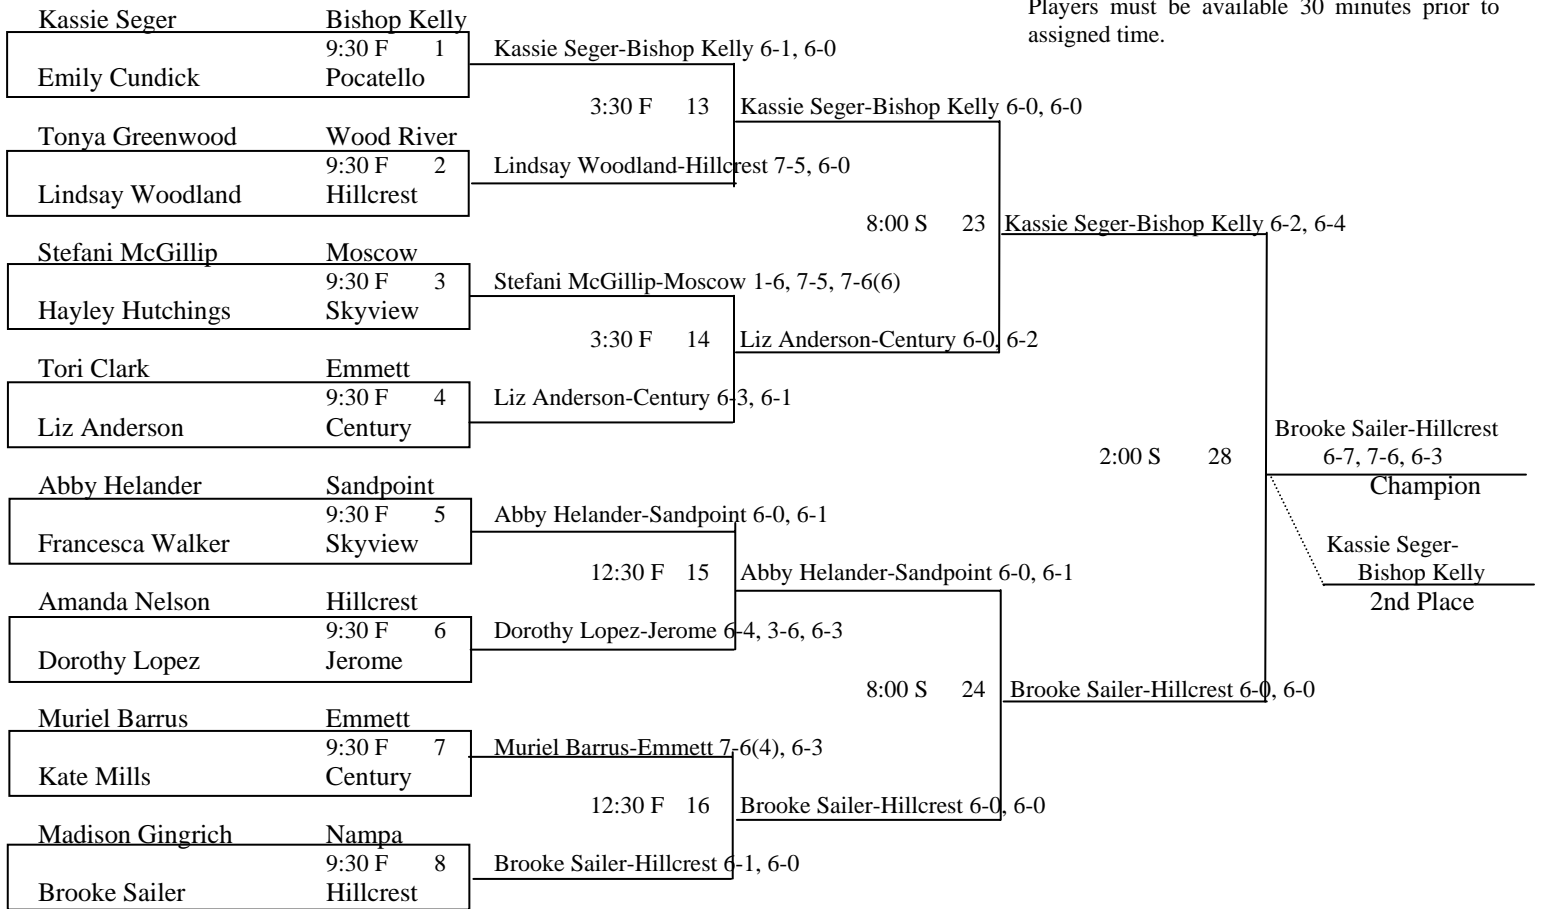 Players must be available 30 minutes prior to
assigned time.
Kassie Seger Bishop Kelly
9:30 F 1 Kassie Seger-Bishop Kelly 6-1, 6-0
Emily Cundick Pocatello
3:30 F 13 Kassie Seger-Bishop Kelly 6-0, 6-0
Tonya Greenwood Wood River
9:30 F 2 Lindsay Woodland-Hillcrest 7-5, 6-0
Lindsay Woodland Hillcrest
8:00 S 23 Kassie Seger-Bishop Kelly 6-2, 6-4
Stefani McGillip Moscow
9:30 F 3 Stefani McGillip-Moscow 1-6, 7-5, 7-6(6)
Hayley Hutchings Skyview
3:30 F 14 Liz Anderson-Century 6-0, 6-2
Tori Clark Emmett
9:30 F 4 Liz Anderson-Century 6-3, 6-1
Liz Anderson Century
Brooke Sailer-Hillcrest
2:00 S 28 6-7, 7-6, 6-3
Champion
Abby Helander Sandpoint
9:30 F 5 Abby Helander-Sandpoint 6-0, 6-1
Francesca Walker Skyview
Kassie Seger-
Bishop Kelly
12:30 F 15 Abby Helander-Sandpoint 6-0, 6-1
2nd Place
Amanda Nelson Hillcrest
9:30 F 6 Dorothy Lopez-Jerome 6-4, 3-6, 6-3
Dorothy Lopez Jerome
8:00 S 24 Brooke Sailer-Hillcrest 6-0, 6-0
Muriel Barrus Emmett
9:30 F 7 Muriel Barrus-Emmett 7-6(4), 6-3
Kate Mills Century
12:30 F 16 Brooke Sailer-Hillcrest 6-0, 6-0
Madison Gingrich Nampa
9:30 F 8 Brooke Sailer-Hillcrest 6-1, 6-0
Brooke Sailer Hillcrest